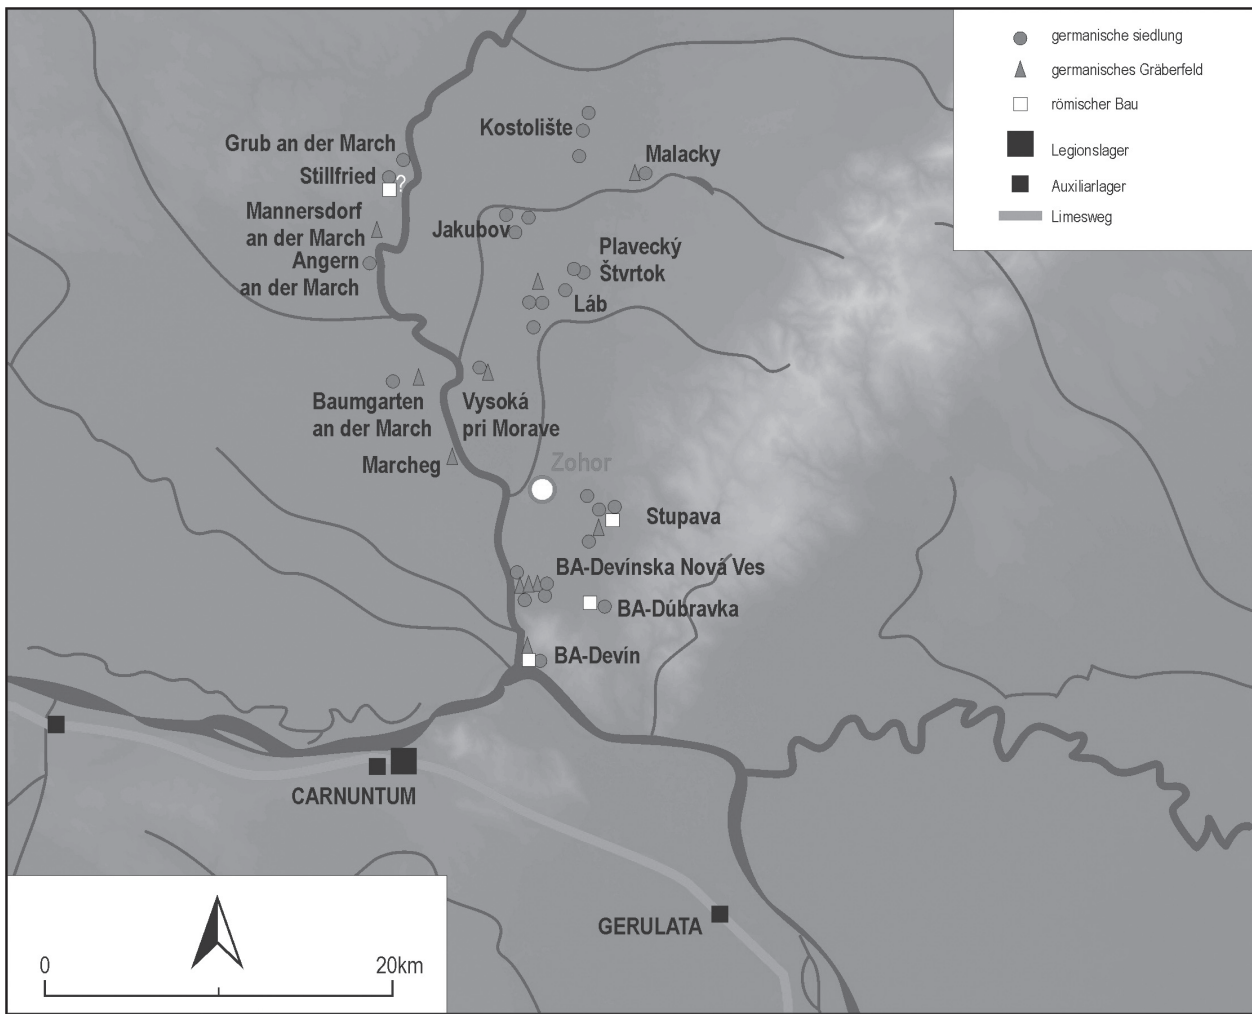 germanische siedlung
germanisches Gräberfeld
römischer Bau
Legionslager
Auxiliarlager
Limesweg
Kostolište
Grub an der March
Malacky
Stillfried
?
Mannersdorf
an der March
Jakubov
Plavecký
Štvrtok
Angern
an der March
Láb
Baumgarten
an der March
Vysoká
pri Morave
Marcheg
Zohor
Stupava
BA-Devínska Nová Ves
BA-Dúbravka
BA-Devín
CARNUNTUM
GERULATA
0
20km